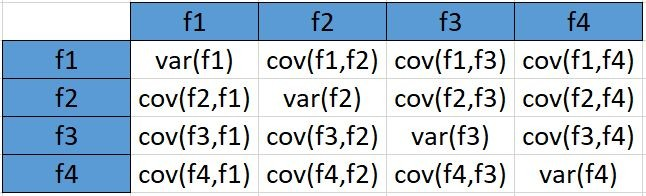 f1 f2 f3 f4
f1 var(f1) cov(f1,f2) cov(f1,f3) cov(f1,f4)
f2 cov(f2,f1) var(f2) cov(f2,f3) cov(f2,f4)
f3 cov(f3,f1) cov(f3,f2) var(f3) cov(f3,f4)
f4 cov(f4,f1) cov(f4,f2) cov(f4,f3) var(f4)